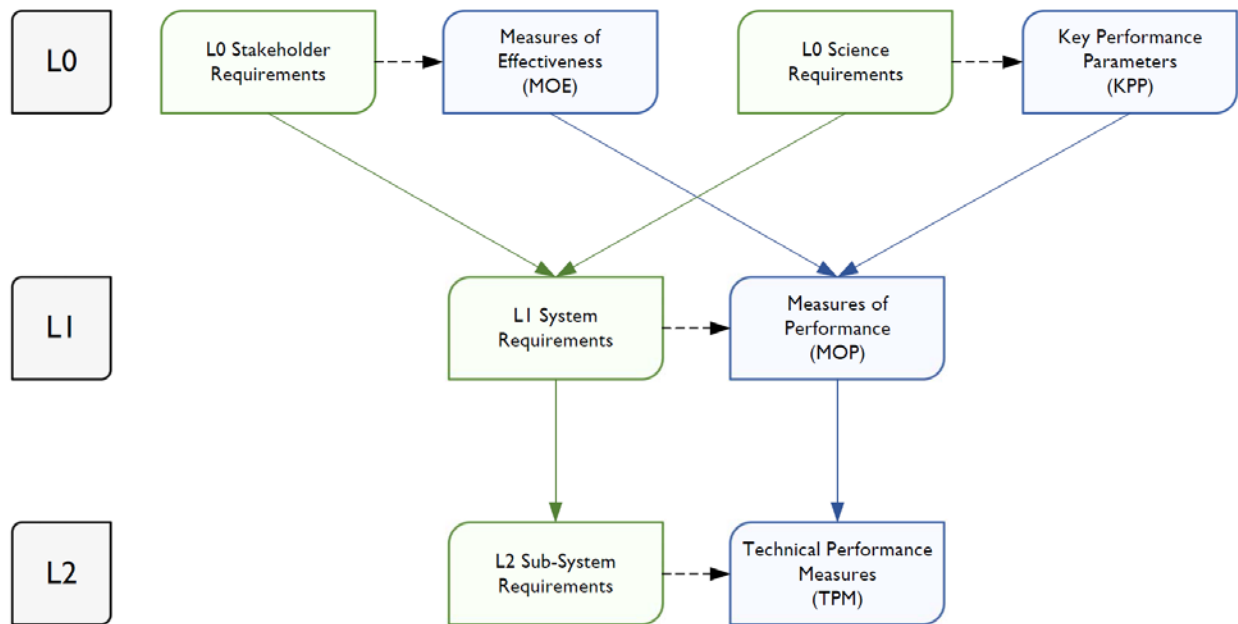 L0
L0 Stakeholder
Requirements
Measures of
Effectiveness
(MOE)
L0 Science
Requirements
Key Performance
Parameters
(KPP)
L1
L1 System
Requirements
Measures of
Performance
(MOP)
L2
L2 Sub-System
Requirements
Technical Performance
Measures
(TPM)